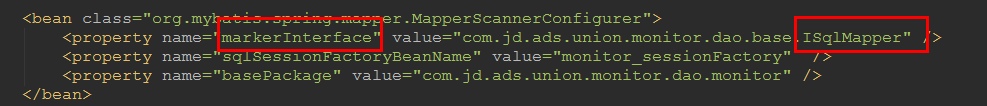 <bean class="org.mybatis.spring.mapper.MapperScannerConfigurer">
<property name="markerInterface" value="com.jd.ads.union.monitor.dao.base.ISqlMapper" />
<property name="sqlSessionFactoryBeanName" value="monitor_sessionFactory" />
<property name="basePackage" value="com.jd.ads.union.monitor.dao.monitor" />
</bean>